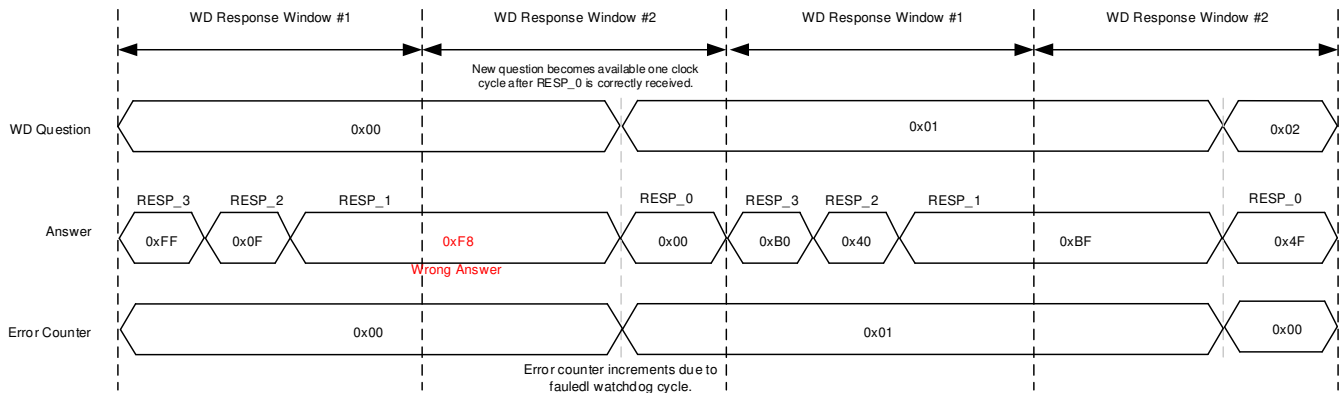 WD Response Window #1
WD Response Window #2
WD Response Window #1
WD Response Window #2
New question becomes available one clock
cycle after RESP_0 is correctly received.
WD Question
0x00
0x01
0x02
RESP_3
RESP_2
RESP_1
RESP_0
RESP_3
RESP_2
RESP_1
RESP_0
Answer
0xFF
0x0F
0xF8
0x00
0xB0
0x40
0xBF
0x4F
Wrong Answer
Error Counter
0x00
0x01
0x00
Error counter increments due to
fauledl watchdog cycle.